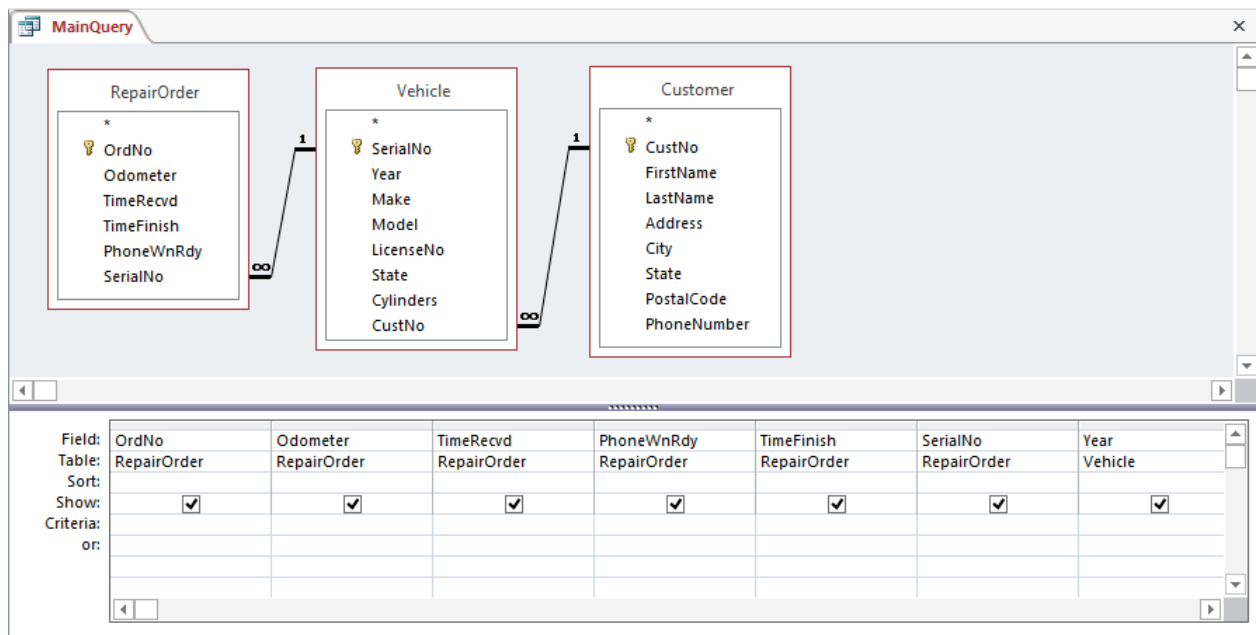 MainQuery
RepairOrder
*
OrdNo
Odometer
TimeRecvd
TimeFinish
PhoneWnRdy
SerialNo
1
∞
Vehicle
*
SerialNo
Year
Make
Model
LicenseNo
State
Cylinders
CustNo
1
∞
Customer
*
CustNo
FirstName
LastName
Address
City
State
PostalCode
PhoneNumber
Field: OrdNo Odometer TimeRecvd PhoneWnRdy TimeFinish SerialNo Year
Table: RepairOrder RepairOrder RepairOrder RepairOrder RepairOrder RepairOrder Vehicle
Sort:
Show:
Criteria:
or: